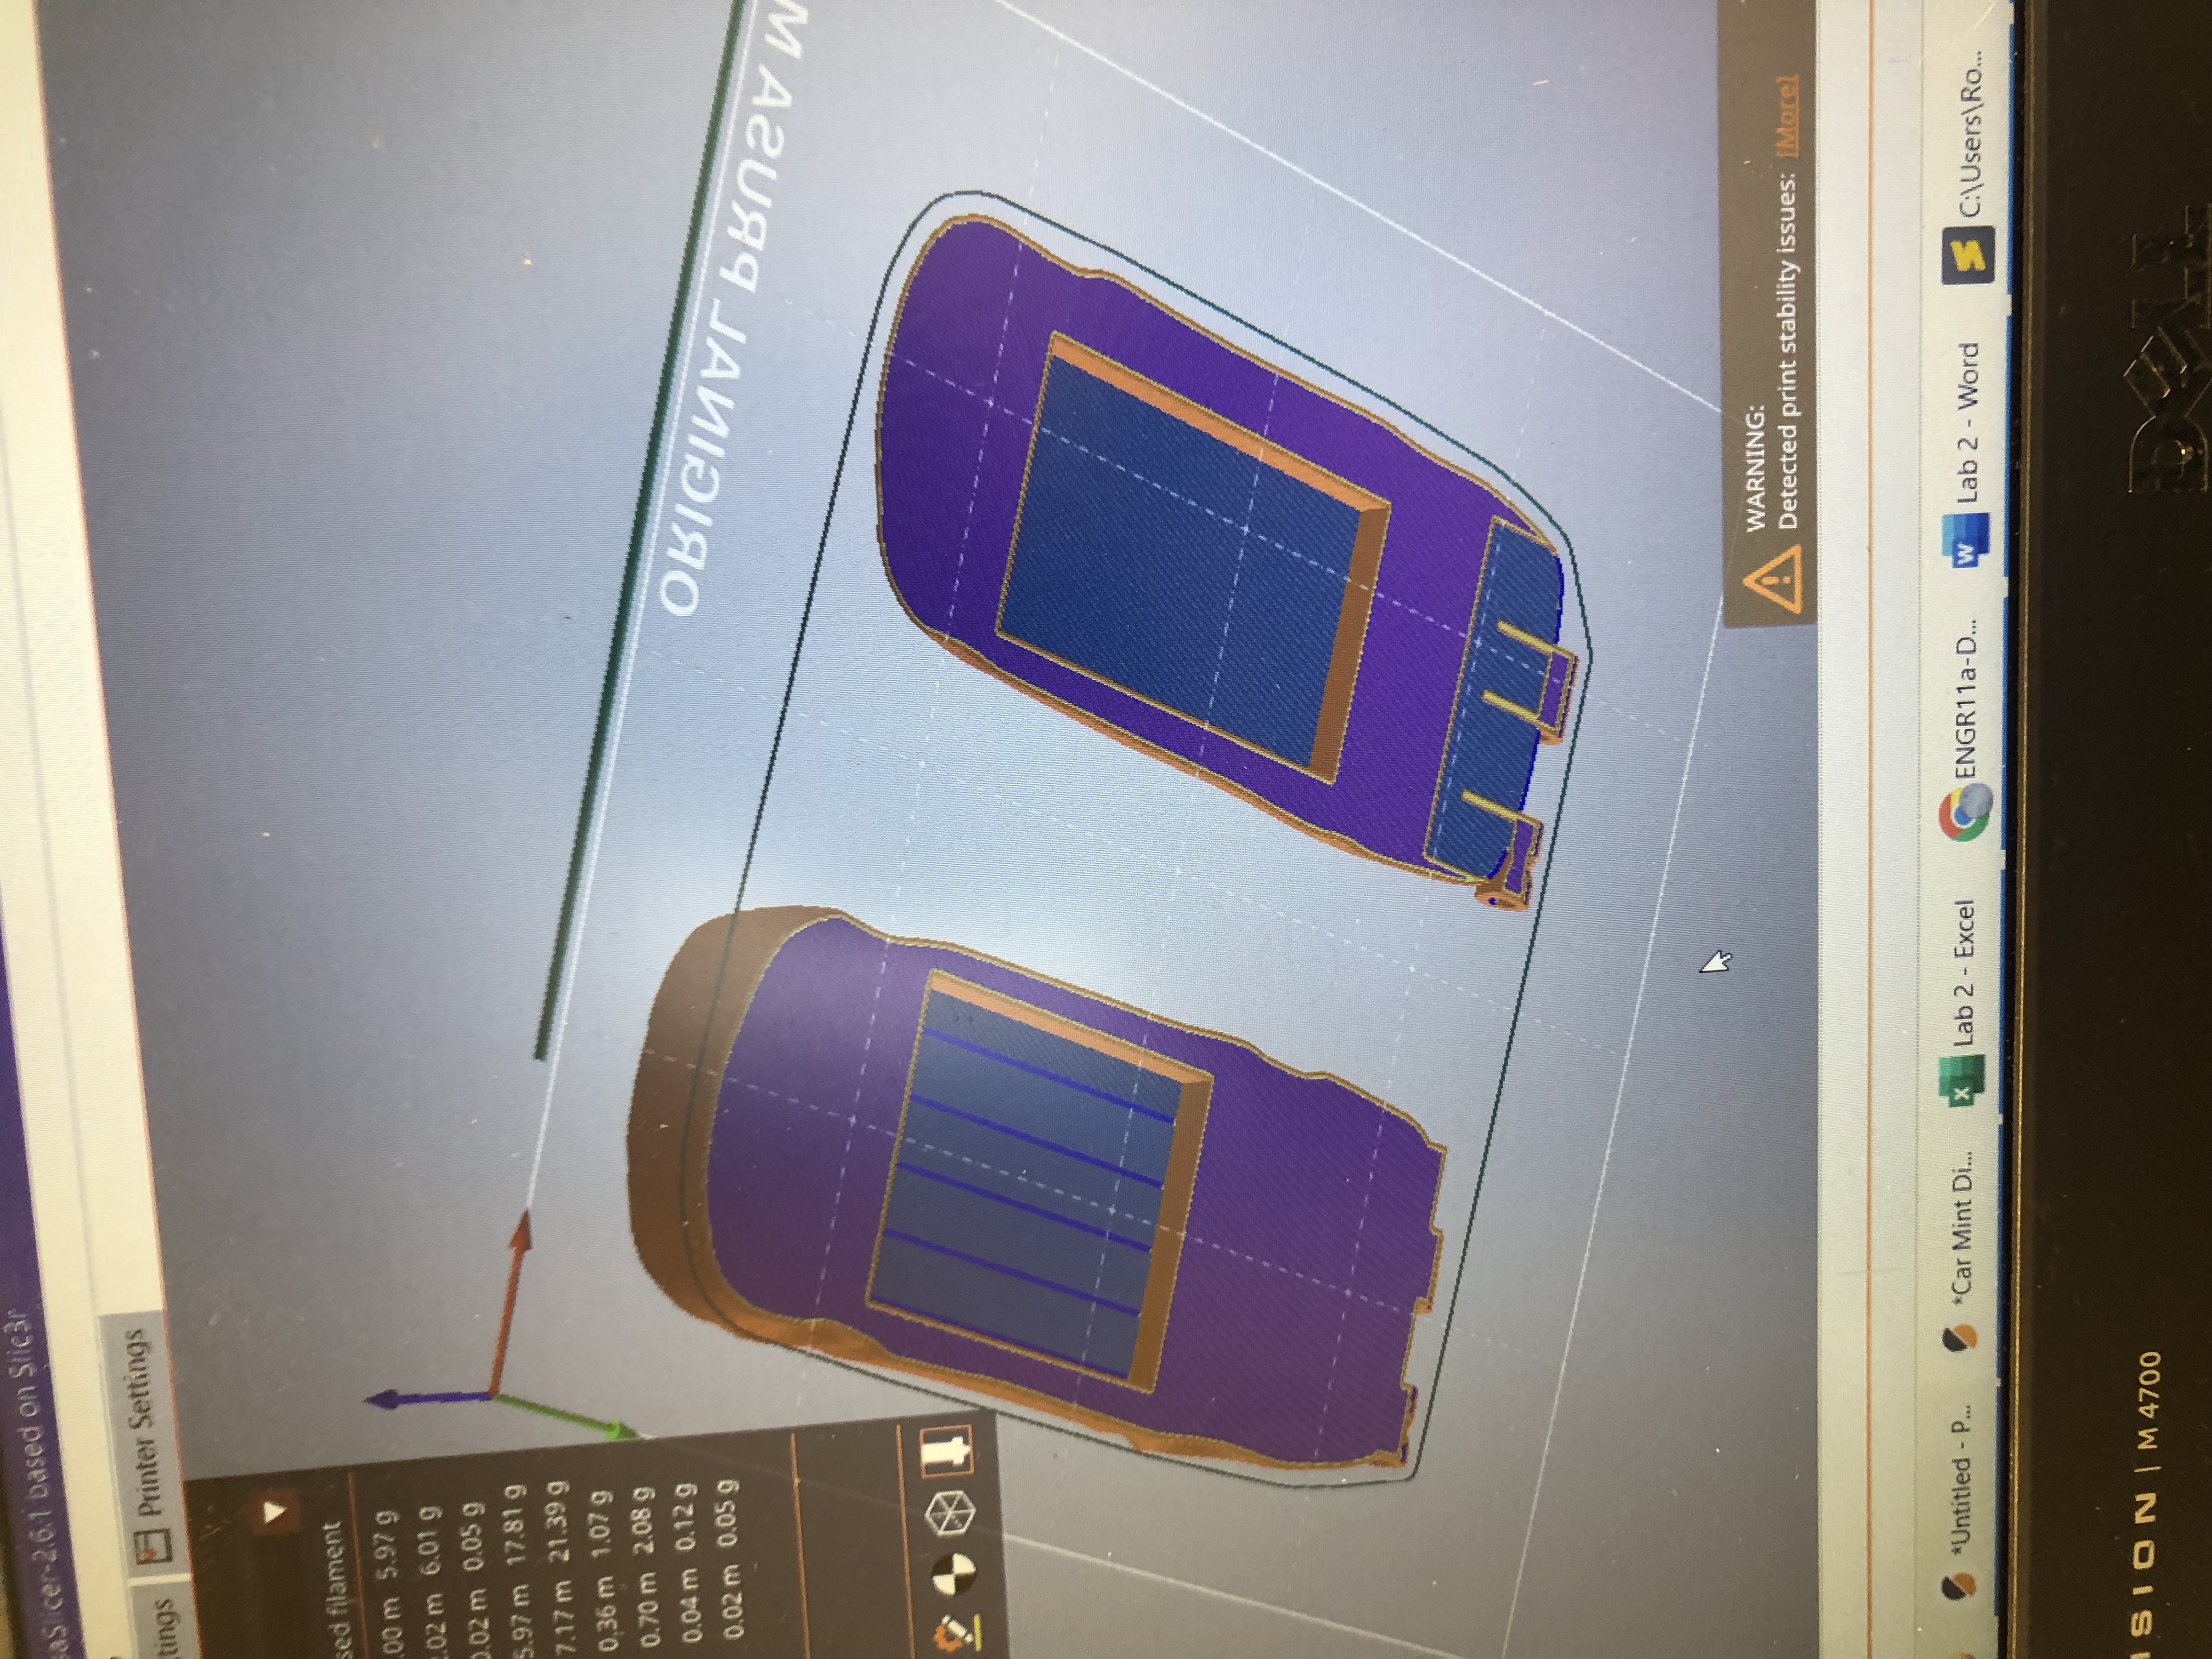 saSlicer-2.6.1 based on Slic3r
tings
Printer Settings
sed filament
.00 m 5.97 g
.02 m 6.01 g
0.02 m 0.05 g
5.97 m 17.81 g
7.17 m 21.39 g
0.36 m 1.07 g
0.70 m 2.08 g
0.04 m 0.12 g
0.02 m 0.05 g
ORIGINAL PRUSA M
WARNING:
Detected print stability issues: [More]
*Untitled - P...
*Car Mint Di...
Lab 2 - Excel
ENGR11a-D...
Lab 2 - Word
C:\Users\Ro...
ISION | M4700
DELL